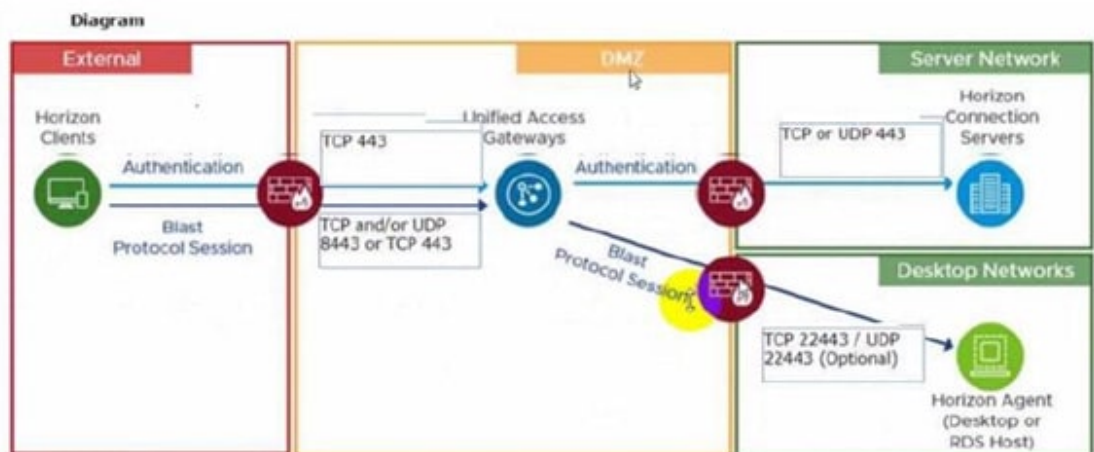 Diagram
External
DMZ
Server Network
Horizon
Clients
Unified Access
Gateways
Horizon
Connection
Servers
TCP 443
TCP or UDP 443
Authentication
Authentication
Blast
Protocol Session
TCP and/or UDP
8443 or TCP 443
Blast
Protocol Session
Desktop Networks
TCP 22443 / UDP
22443 (Optional)
Horizon Agent
(Desktop or
RDS Host)